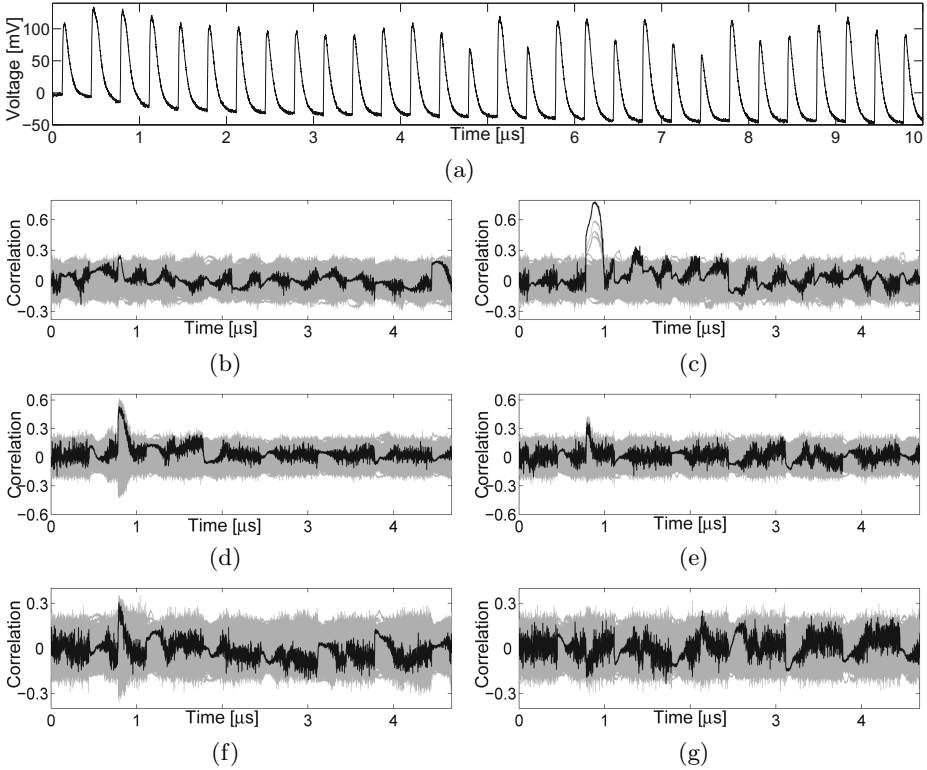 Voltage [mV]
100
50
0
−50
0 1 2 3 4 5 6 7 8 9 10
Time [µs]
(a)
Correlation
0.6
0.3
0
−0.3
0 1 2 3 4
Time [µs]
(b)
Correlation
0.6
0.3
0
−0.3
0 1 2 3 4
Time [µs]
(c)
Correlation
0.6
0.3
0
−0.3
−0.6
0 1 2 3 4
Time [µs]
(d)
Correlation
0.6
0.3
0
−0.3
−0.6
0 1 2 3 4
Time [µs]
(e)
Correlation
0.3
0
−0.3
0 1 2 3 4
Time [µs]
(f)
Correlation
0.3
0
−0.3
0 1 2 3 4
Time [µs]
(g)